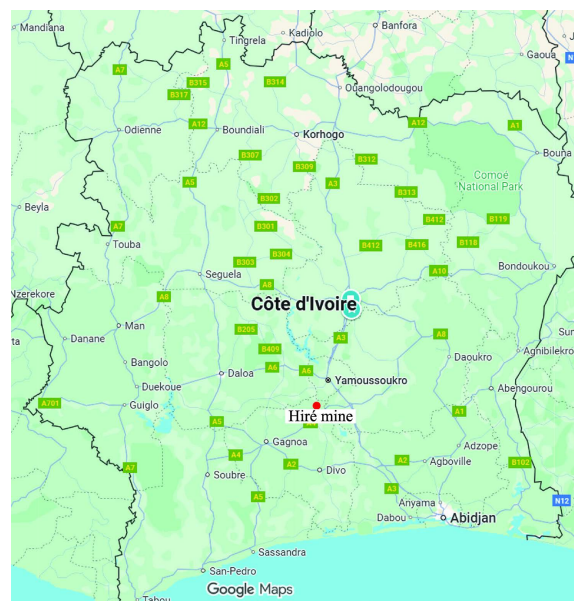 Mandiana
Kadiolo
Banfora
Tingrela
Gaoua
A5
A7
B315
B314
B317
Ouangolodougou
A12
A12
A1
Odienne
Boundiali
Korhogo
B307
B312
Bouna
B309
A3
Comoé
National Park
A5
B313
B302
Beyla
B412
B119
A7
B301
Touba
B412
B416
B118
B304
B303
Seguela
A10
Bondoukou
Nzerekore
A8
A8
Côte d'Ivoire
Man
B205
Sun
ta
Danane
A3
A8
B409
Agnibilekro
Bangolo
Daoukro
A6
A6
Daloa
Duekoue
Yamoussoukro
Abengourou
A701
Guiglo
Hiré mine
A1
A5
Gagnoa
Adzope
A4
A2
A2
Agboville
B102
A7
Soubre
Divo
A3
A5
Anyama
N12
Dabou
Abidjan
Sassandra
San-Pedro
Google Maps
Tabou